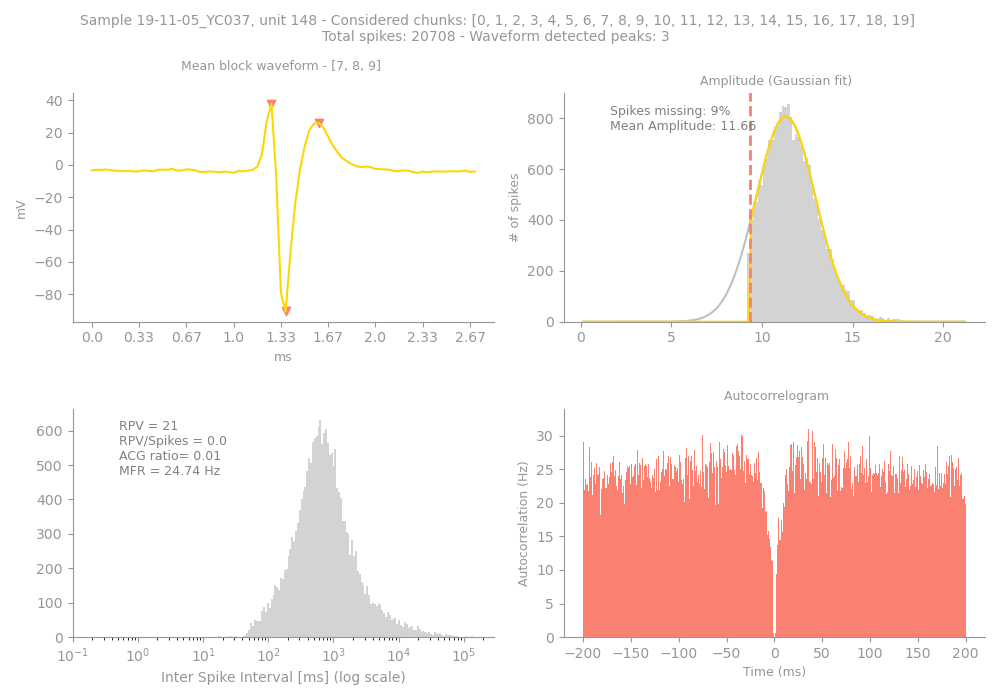 Sample 19-11-05_YC037, unit 148 - Considered chunks: [0, 1, 2, 3, 4, 5, 6, 7, 8, 9, 10, 11, 12, 13, 14, 15, 16, 17, 18, 19]
Total spikes: 20708 - Waveform detected peaks: 3
Mean block waveform - [7, 8, 9]
40
20
0
−20
−40
−60
−80
mV
0.0 0.33 0.67 1.0 1.33 1.67 2.0 2.33 2.67
ms
Amplitude (Gaussian fit)
Spikes missing: 9%
Mean Amplitude: 11.66
800
600
400
200
0
# of spikes
0 5 10 15 20
RPV = 21
RPV/Spikes = 0.0
ACG ratio= 0.01
MFR = 24.74 Hz
600
500
400
300
200
100
0
10⁻¹ 10⁰ 10¹ 10² 10³ 10⁴ 10⁵
Inter Spike Interval [ms] (log scale)
Autocorrelogram
30
25
20
15
10
5
0
Autocorrelation (Hz)
−200 −150 −100 −50 0 50 100 150 200
Time (ms)